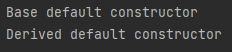 Base default constructor
Derived default constructor